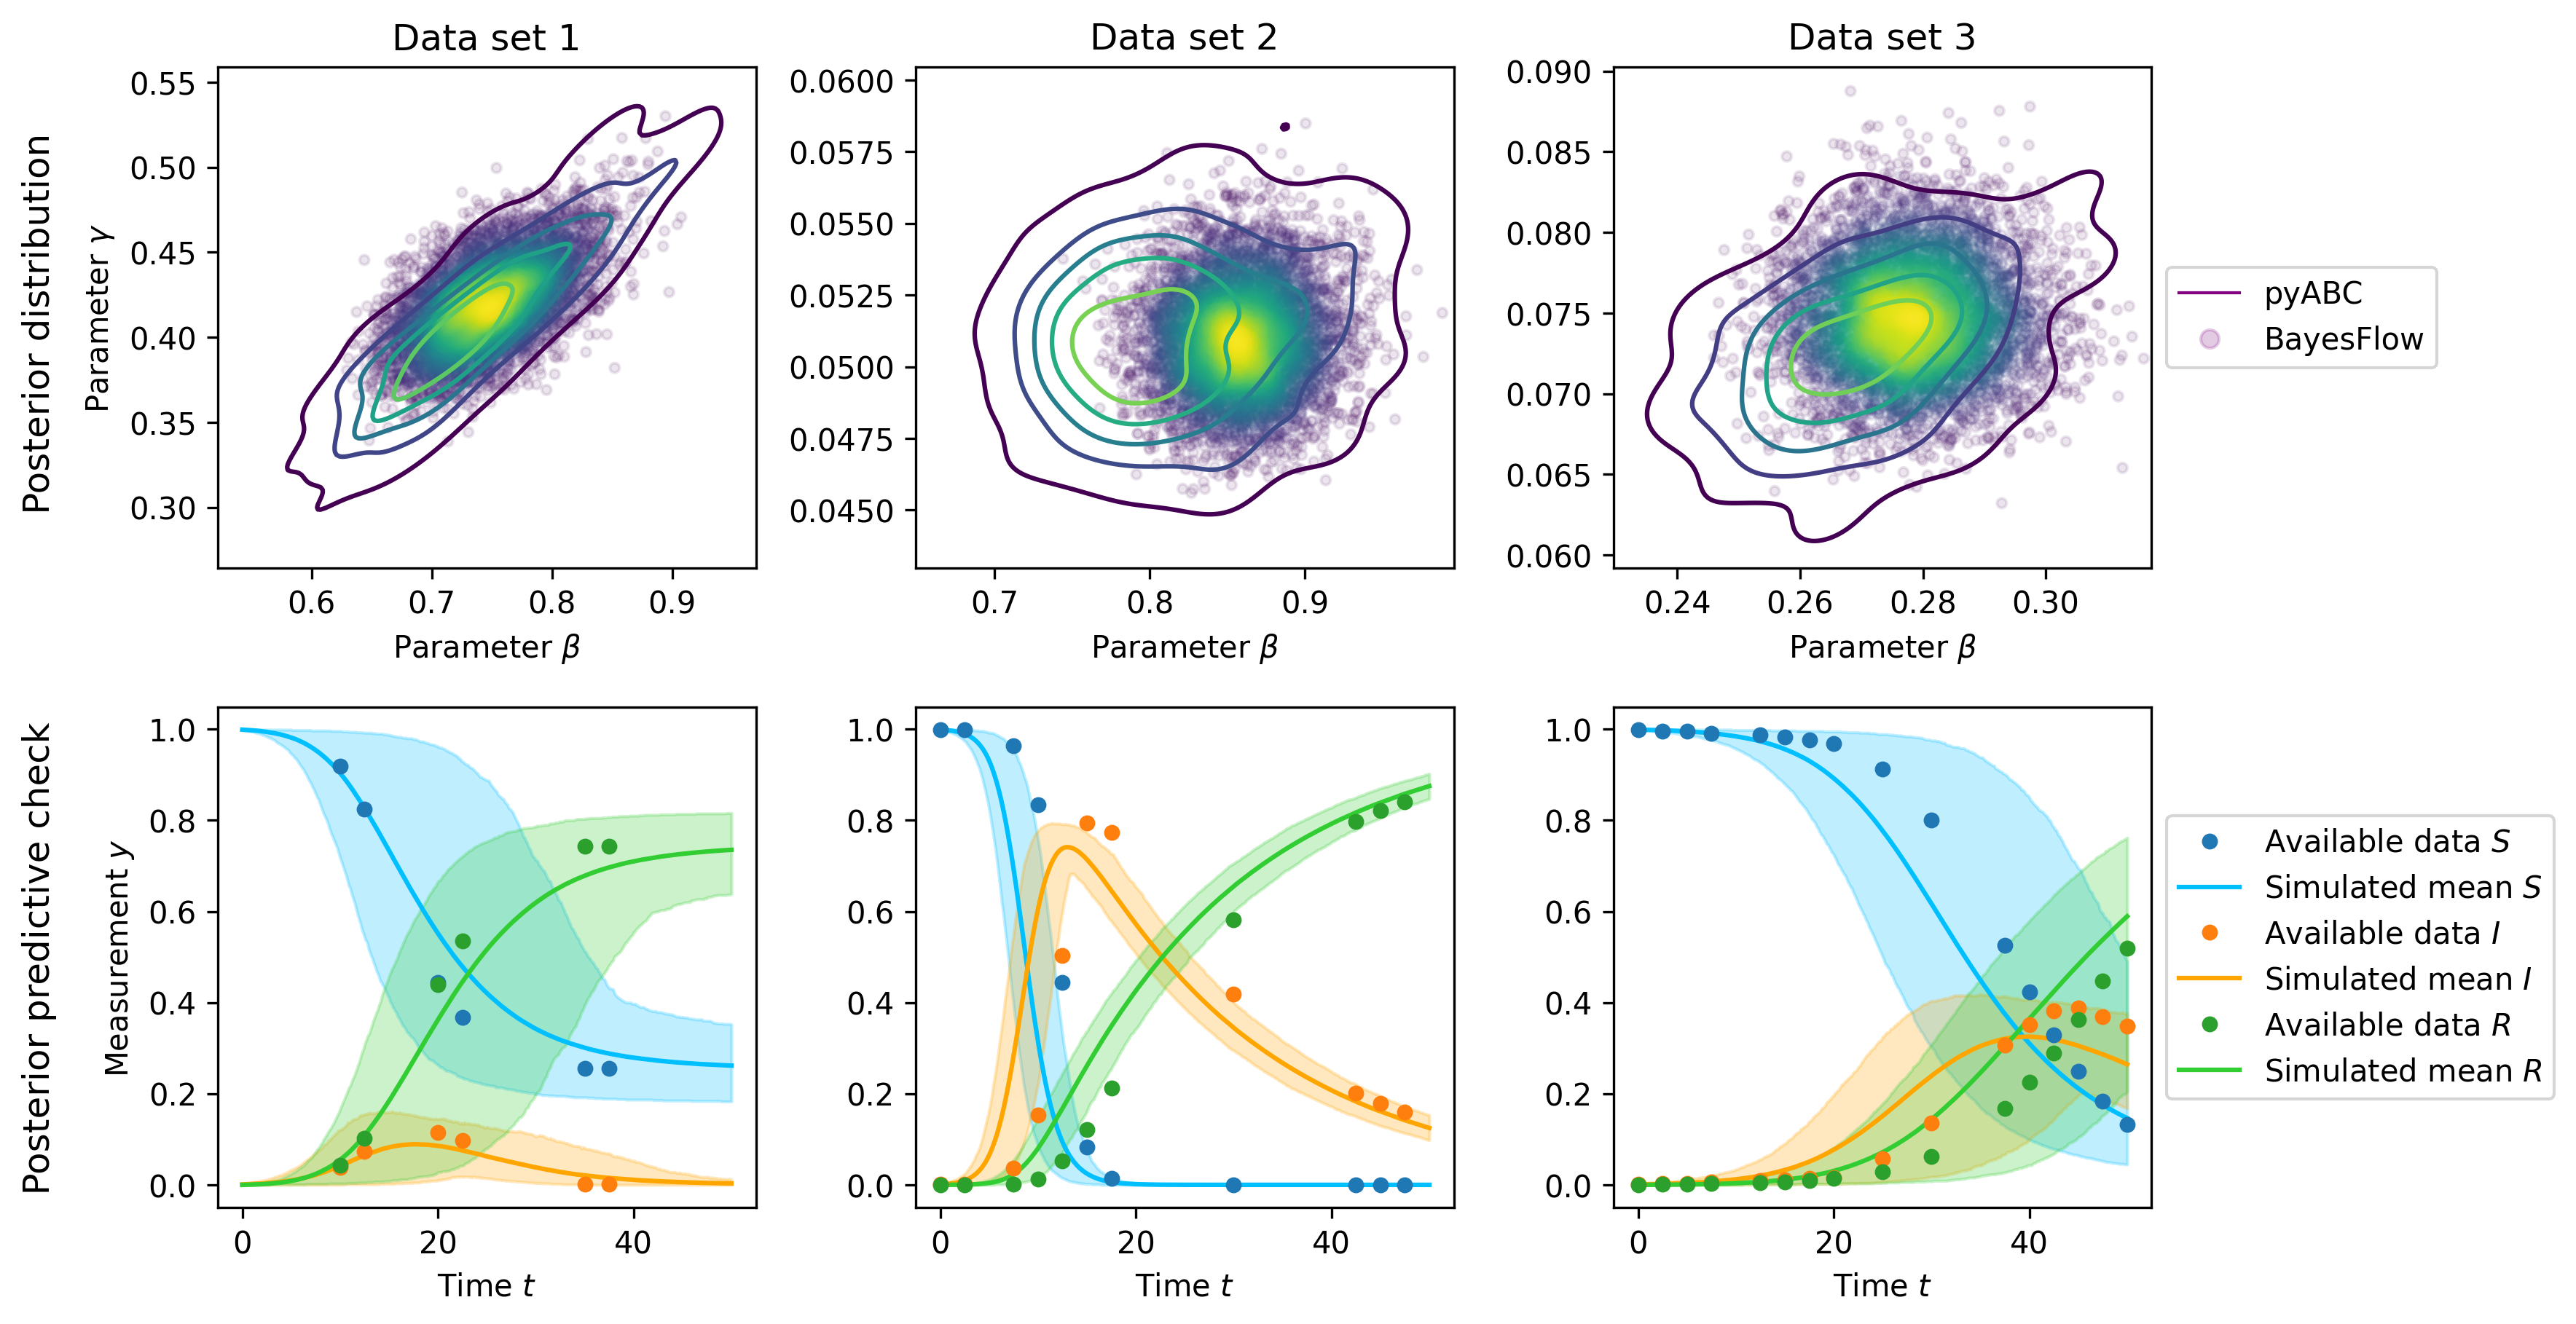 Data set 1
Data set 2
Data set 3
Posterior distribution
Parameter γ
0.55
0.50
0.45
0.40
0.35
0.30
0.6 0.7 0.8 0.9
Parameter β
0.0600
0.0575
0.0550
0.0525
0.0500
0.0475
0.0450
0.7 0.8 0.9
Parameter β
0.090
0.085
0.080
0.075
0.070
0.065
0.060
0.24 0.26 0.28 0.30
Parameter β
pyABC
BayesFlow
Posterior predictive check
Measurement y
1.0
0.8
0.6
0.4
0.2
0.0
0 20 40
Time t
1.0
0.8
0.6
0.4
0.2
0.0
0 20 40
Time t
1.0
0.8
0.6
0.4
0.2
0.0
0 20 40
Time t
Available data S
Simulated mean S
Available data I
Simulated mean I
Available data R
Simulated mean R